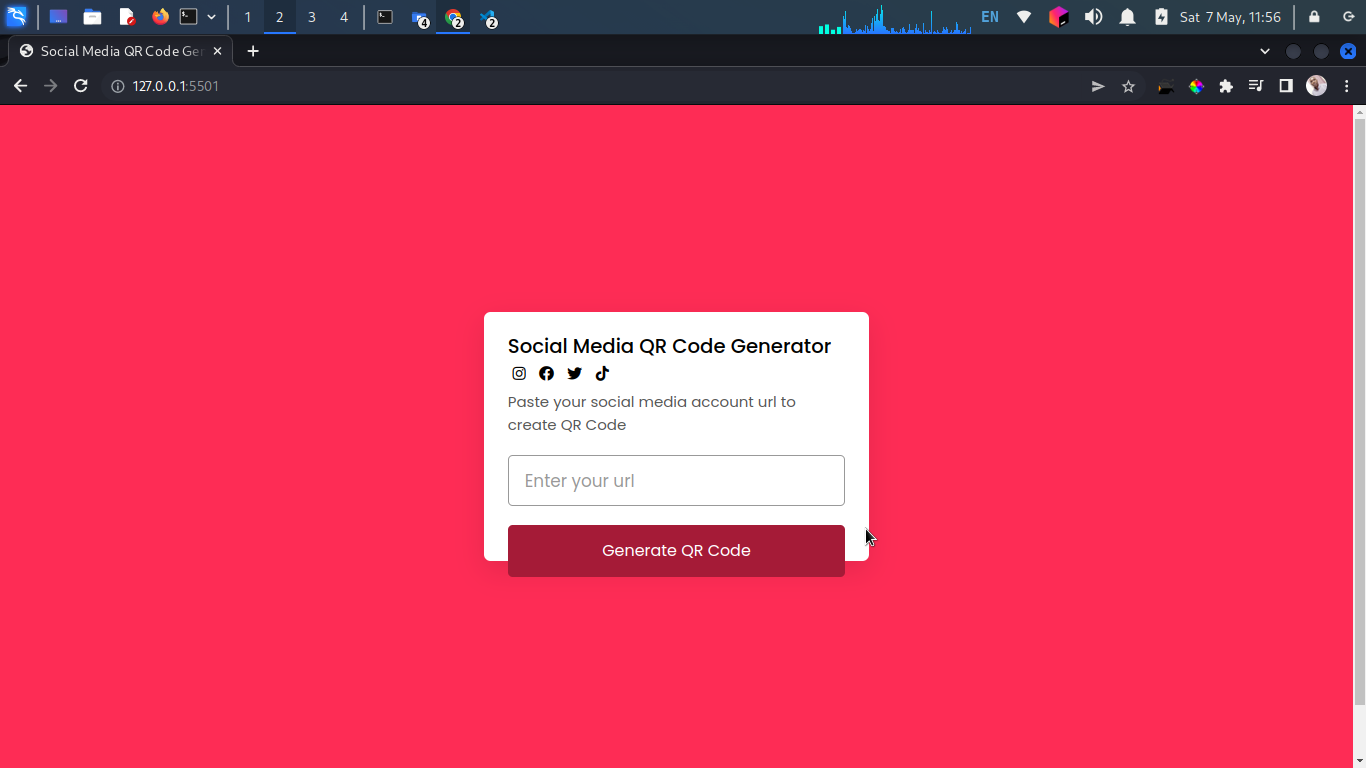 1 2 3 4 4 2 2 EN Sat 7 May, 11:56
Social Media QR Code Ger
127.0.0.1:5501
Social Media QR Code Generator
Paste your social media account url to
create QR Code
Enter your url
Generate QR Code